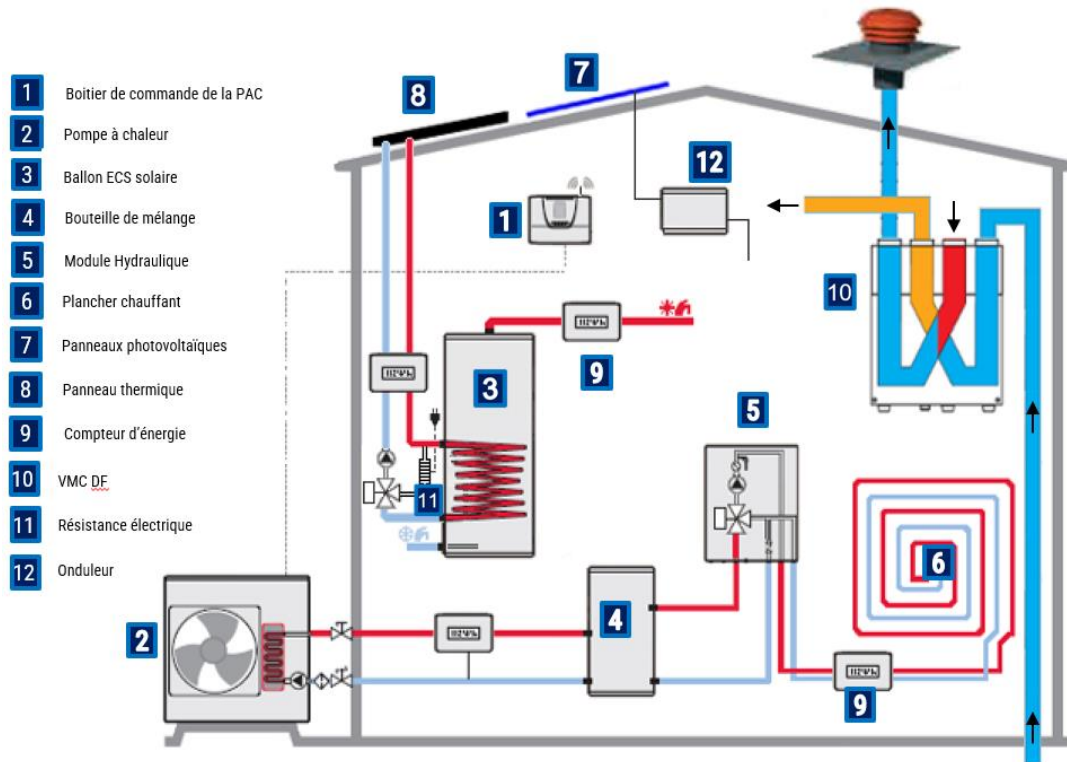 1 Boitier de commande de la PAC
2 Pompe à chaleur
3 Ballon ECS solaire
4 Bouteille de mélange
5 Module Hydraulique
6 Plancher chauffant
7 Panneaux photovoltaïques
8 Panneau thermique
9 Compteur d'énergie
10 VMC DF
11 Résistance électrique
12 Onduleur
8
7
12
1
10
3
9
5
11
6
4
2
9